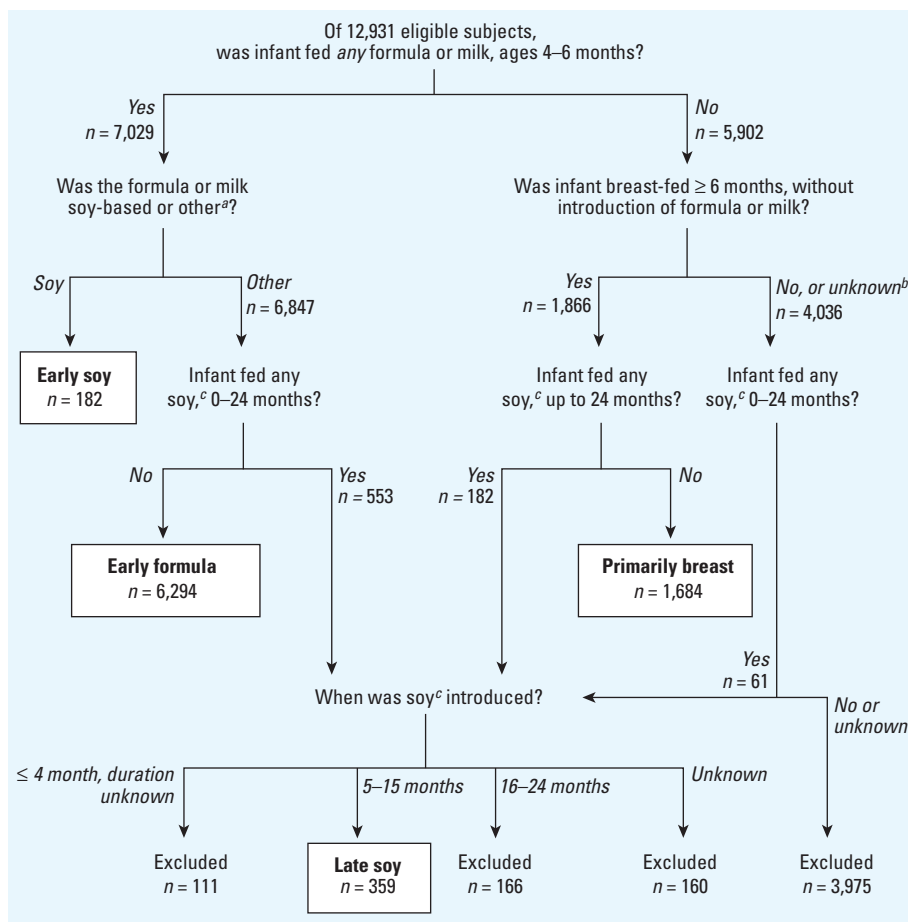 Of 12,931 eligible subjects,
was infant fed any formula or milk, ages 4–6 months?
Yes
n = 7,029
No
n = 5,902
Was the formula or milk
soy-based or otherᵃ?
Was infant breast-fed ≥ 6 months, without
introduction of formula or milk?
Soy
Other
n = 6,847
Yes
n = 1,866
No, or unknownᵇ
n = 4,036
Early soy
n = 182
Infant fed any
soy,ᶜ 0–24 months?
Infant fed any
soy,ᶜ up to 24 months?
Infant fed any
soy,ᶜ 0–24 months?
No
Yes
n = 553
Yes
n = 182
No
Early formula
n = 6,294
Primarily breast
n = 1,684
Yes
n = 61
When was soyᶜ introduced?
No or
unknown
≤ 4 month, duration
unknown
5–15 months
16–24 months
Unknown
Excluded
n = 111
Late soy
n = 359
Excluded
n = 166
Excluded
n = 160
Excluded
n = 3,975